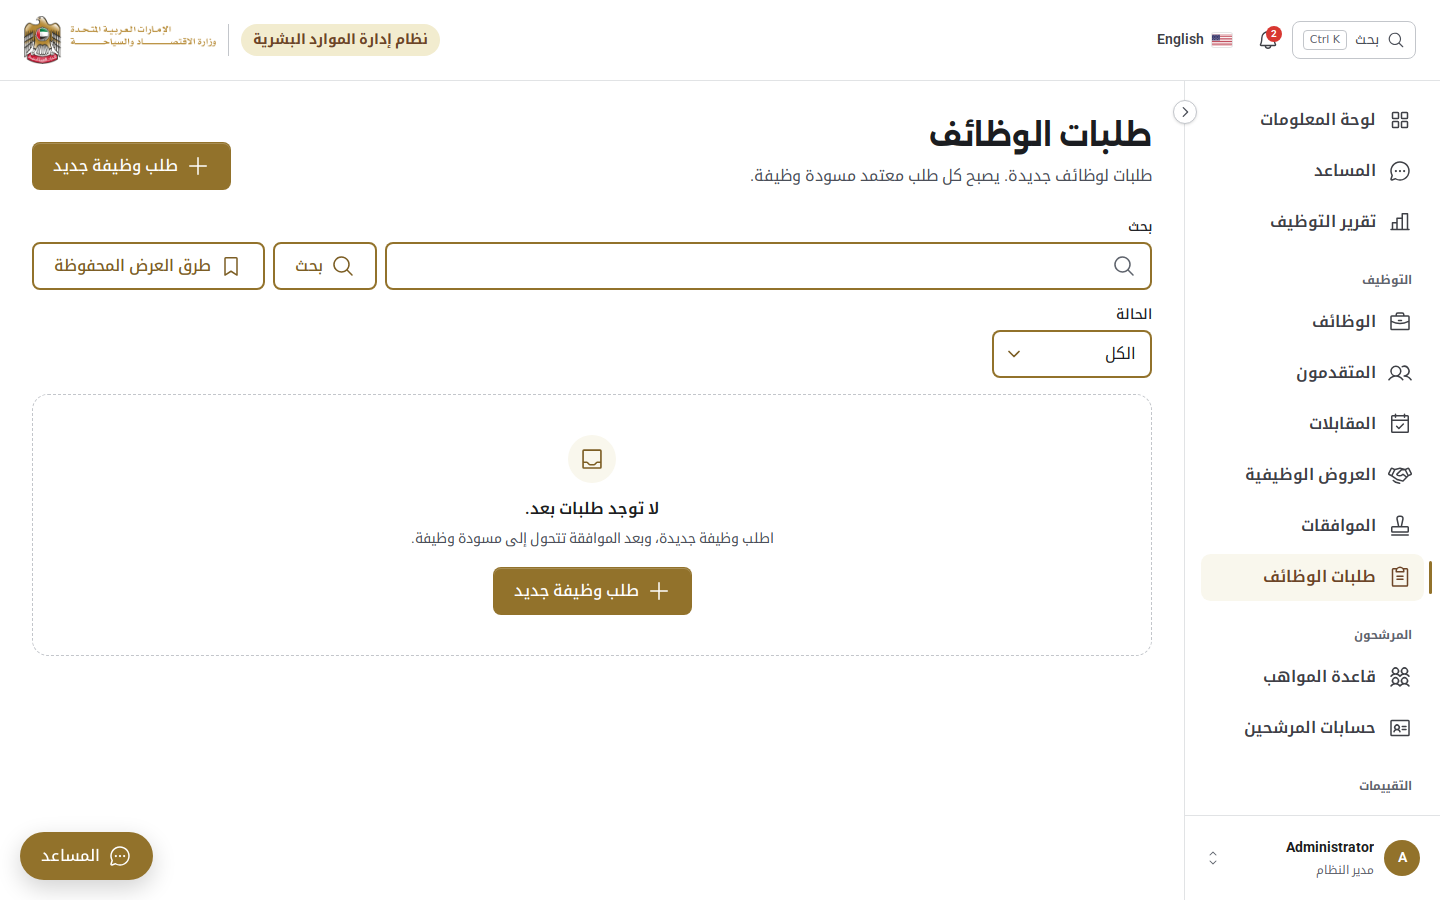 الإمارات العربية المتحدة
وزارة الاقتصاد والسياحة
نظام إدارة الموارد البشرية
English
2
بحث
Ctrl K
لوحة المعلومات
المساعد
تقرير التوظيف
التوظيف
الوظائف
المتقدمون
المقابلات
العروض الوظيفية
الموافقات
طلبات الوظائف
المرشحون
قاعدة المواهب
حسابات المرشحين
التقييمات
A
Administrator
مدير النظام
طلبات الوظائف
طلبات لوظائف جديدة. يصبح كل طلب معتمد مسودة وظيفة.
طلب وظيفة جديد
بحث
بحث
طرق العرض المحفوظة
الحالة
الكل
لا توجد طلبات بعد.
اطلب وظيفة جديدة، وبعد الموافقة تتحول إلى مسودة وظيفة.
طلب وظيفة جديد
المساعد